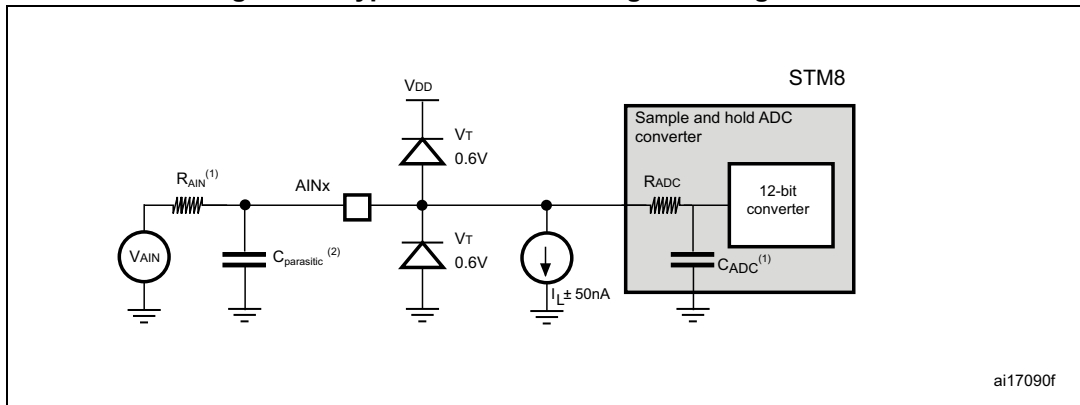 STM8
VDD
Sample and hold ADC
converter
VT
0.6V
RAIN(1)
AINx
RADC
12-bit
converter
VAIN
Cparasitic(2)
VT
0.6V
IL± 50nA
CADC(1)
ai17090f